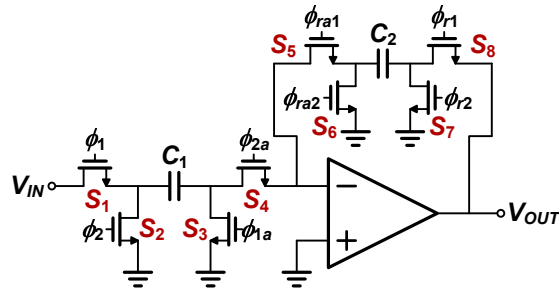 ϕra1 C2 ϕr1
S5 S8
ϕra2 ϕr2
S6 S7
ϕ1 C1 ϕ2a
VIN S1 S4 − VOUT
ϕ2 S2 S3 ϕ1a +